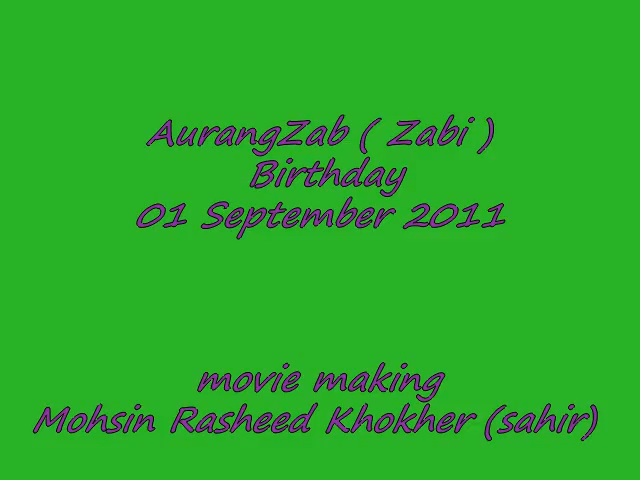 AurangZab ( Zabi )
Birthday
01 September 2011
movie making
Mohsin Rasheed Khokher (sahir)